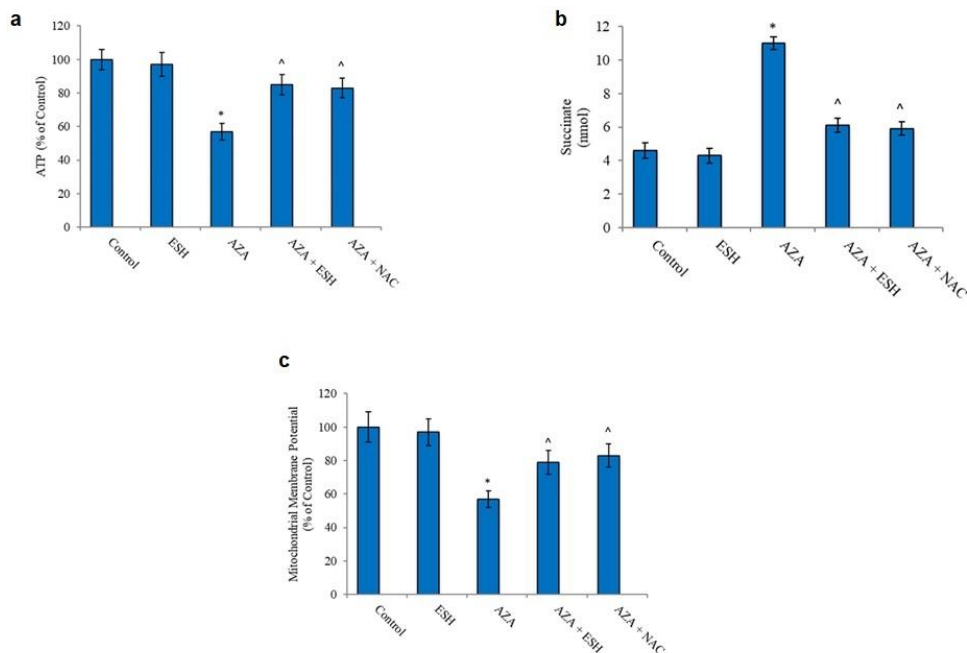 a
ATP (% of Control)
120
100
80
60
40
20
0
*
^
^
Control
ESH
AZA
AZA + ESH
AZA + NAC
b
Succinate
(nmol)
12
10
8
6
4
2
0
*
^
^
Control
ESH
AZA
AZA + ESH
AZA + NAC
c
Mitochondrial Membrane Potential
(% of Control)
120
100
80
60
40
20
0
*
^
^
Control
ESH
AZA
AZA + ESH
AZA + NAC